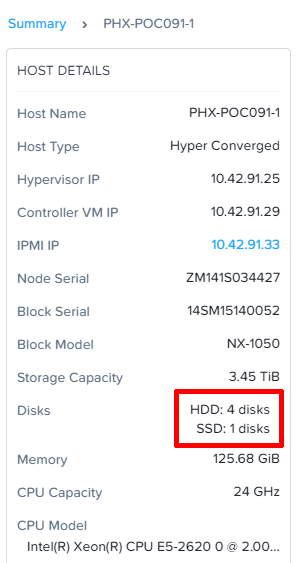 Summary > PHX-POC091-1
HOST DETAILS
Host Name PHX-POC091-1
Host Type Hyper Converged
Hypervisor IP 10.42.91.25
Controller VM IP 10.42.91.29
IPMI IP 10.42.91.33
Node Serial ZM141S034427
Block Serial 14SM15140052
Block Model NX-1050
Storage Capacity 3.45 TiB
Disks HDD: 4 disks
SSD: 1 disks
Memory 125.68 GiB
CPU Capacity 24 GHz
CPU Model
Intel(R) Xeon(R) CPU E5-2620 0 @ 2.00...